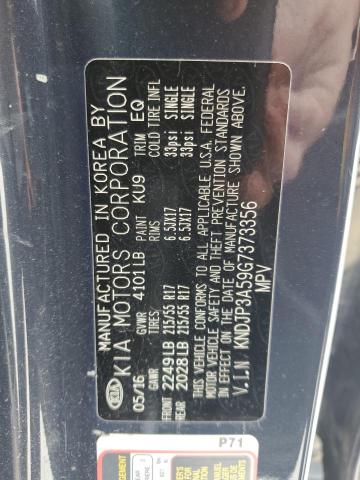 MANUFACTURED IN KOREA BY
KIA KIA MOTORS CORPORATION
05/16 GVWR 4101LB PAINT KU9 TRIM EQ
GAWR TIRES RIMS COLD TIRE INFL
FRONT 2249LB 215/55 R17 6.5JX17 33psi SINGLE
REAR 2028LB 215/55 R17 6.5JX17 33psi SINGLE
THIS VEHICLE CONFORMS TO ALL APPLICABLE U.S.A. FEDERAL
MOTOR VEHICLE SAFETY AND THEFT PREVENTION STANDARDS
IN EFFECT ON THE DATE OF MANUFACTURE SHOWN ABOVE.
V.I.N. KNDJP3A59G7373356
MPV
P71